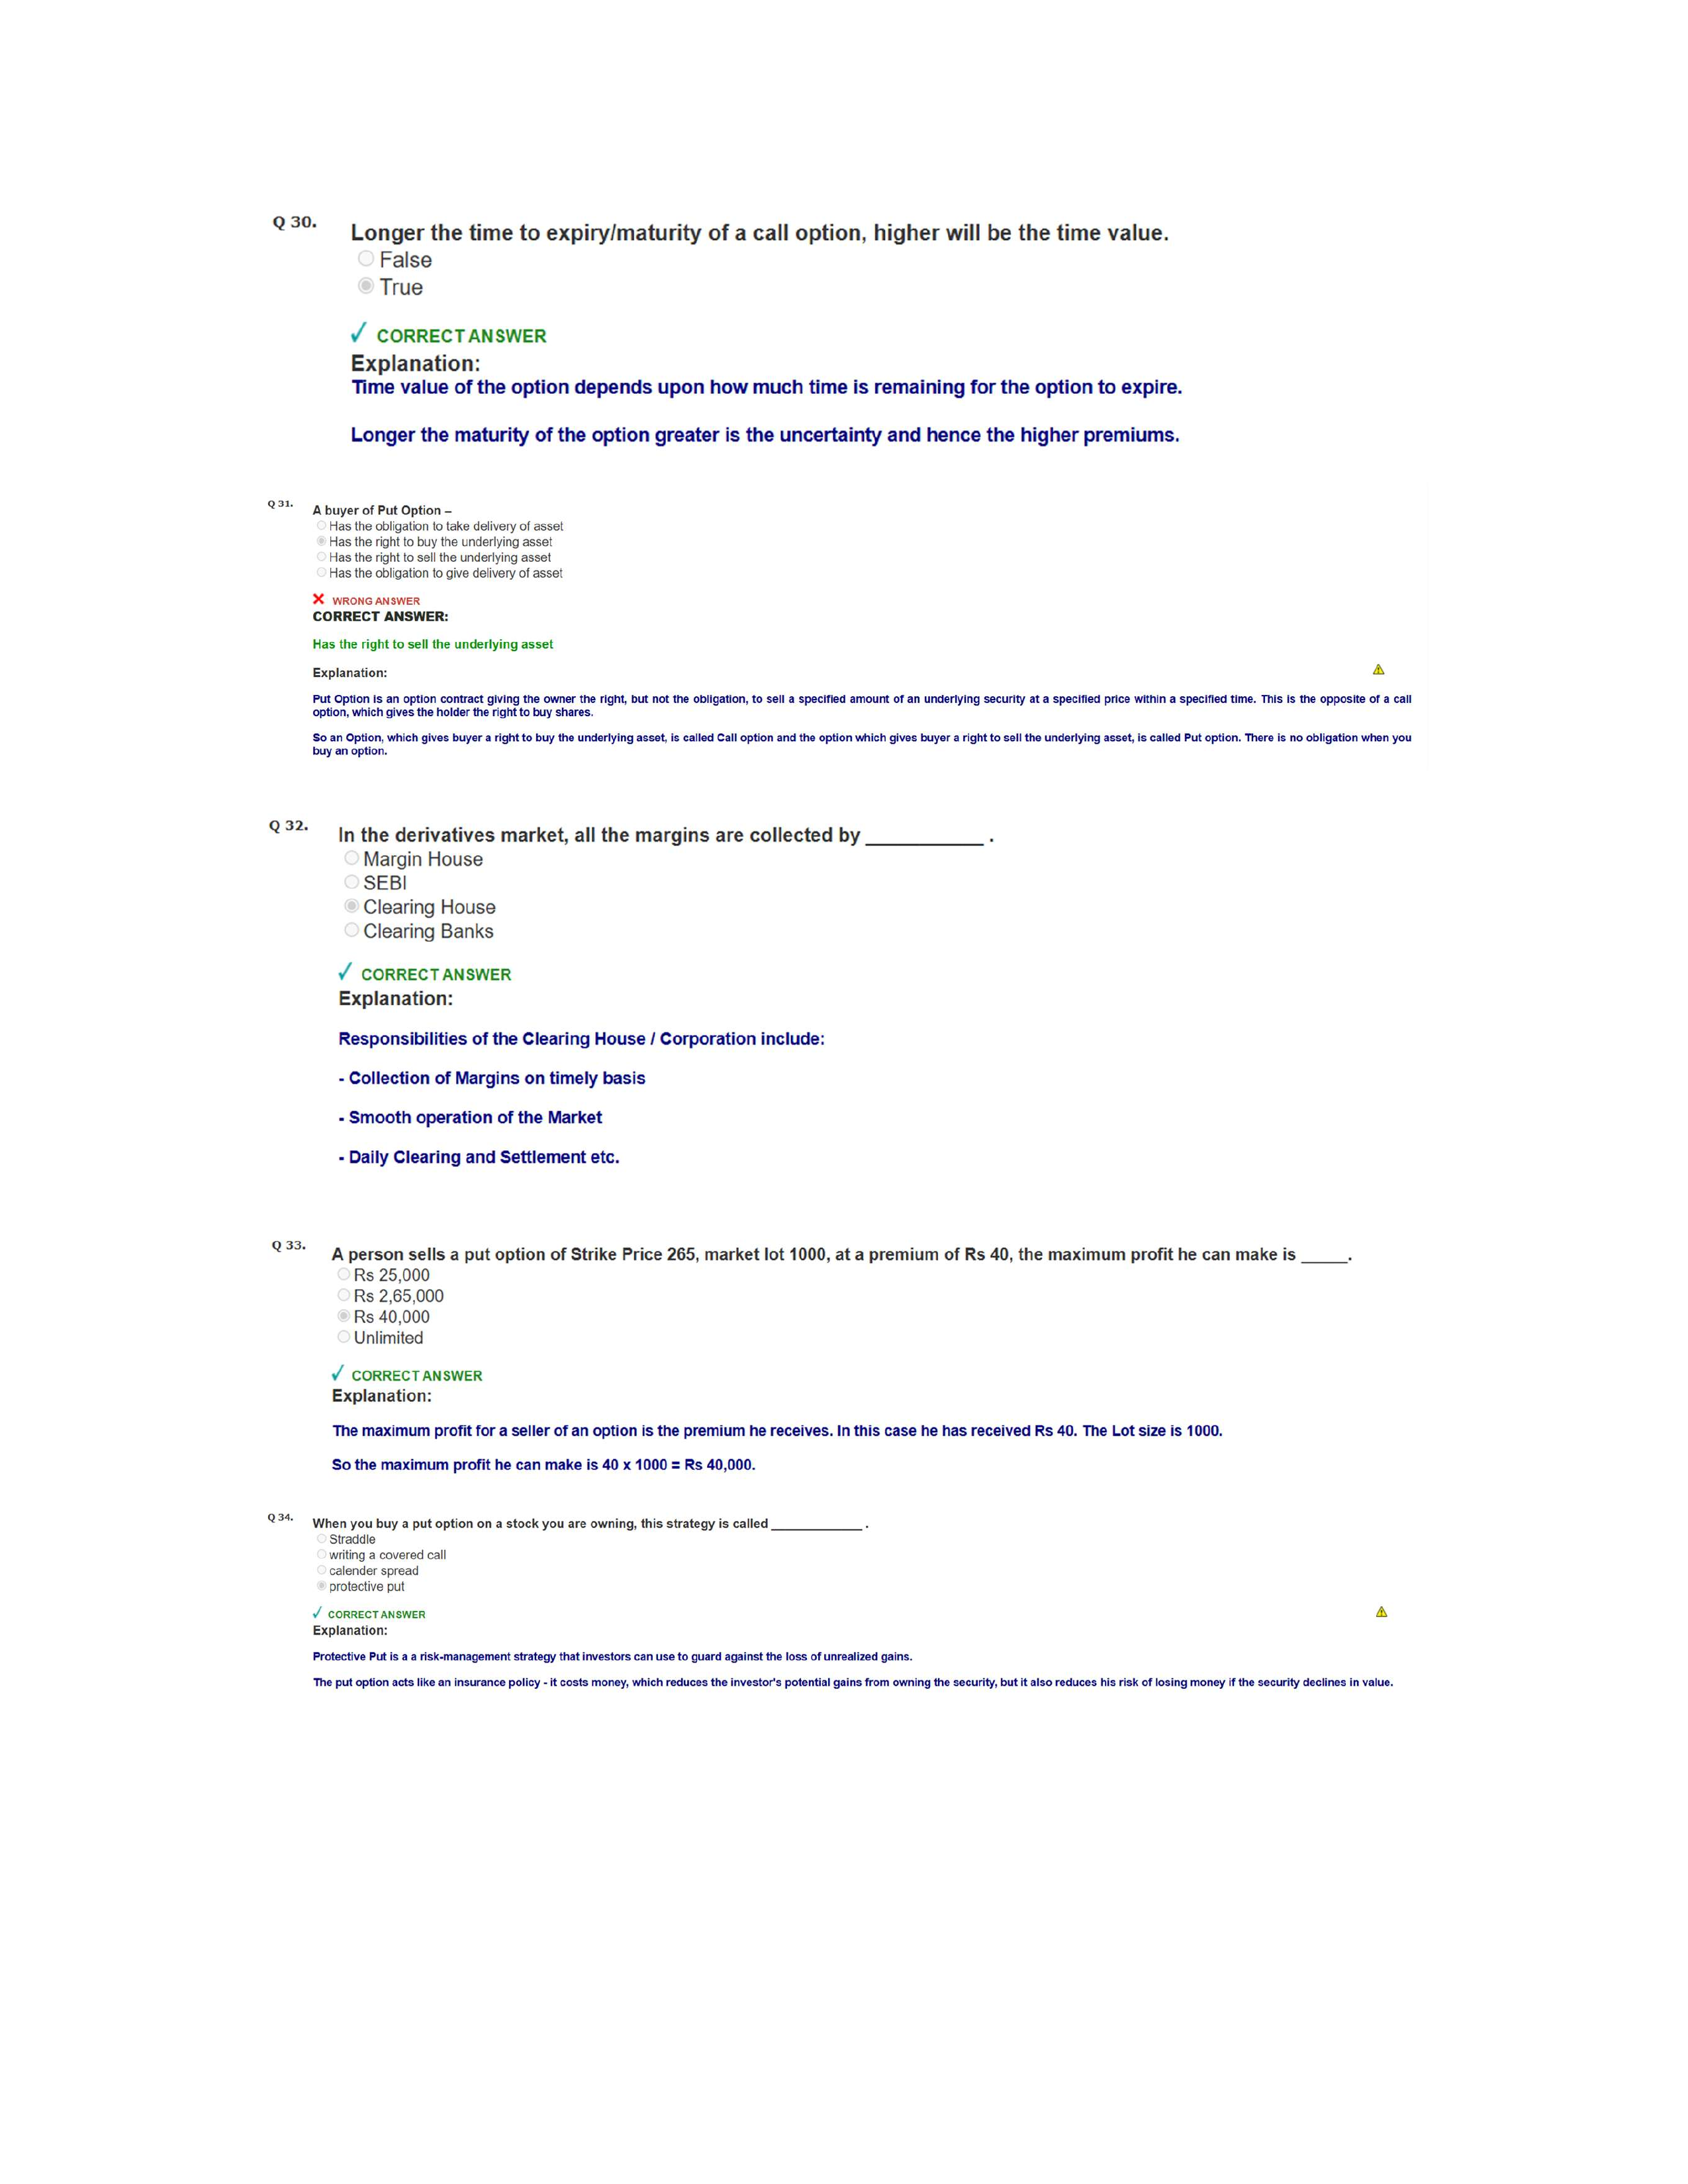 Q 30.
Longer the time to expiry/maturity of a call option, higher will be the time value.
False
True
CORRECT ANSWER
Explanation:
Time value of the option depends upon how much time is remaining for the option to expire.
Longer the maturity of the option greater is the uncertainty and hence the higher premiums.
Q 31.
A buyer of Put Option –
Has the obligation to take delivery of asset
Has the right to buy the underlying asset
Has the right to sell the underlying asset
Has the obligation to give delivery of asset
WRONG ANSWER
CORRECT ANSWER:
Has the right to sell the underlying asset
Explanation:
Put Option is an option contract giving the owner the right, but not the obligation, to sell a specified amount of an underlying security at a specified price within a specified time. This is the opposite of a call
option, which gives the holder the right to buy shares.
So an Option, which gives buyer a right to buy the underlying asset, is called Call option and the option which gives buyer a right to sell the underlying asset, is called Put option. There is no obligation when you
buy an option.
Q 32.
In the derivatives market, all the margins are collected by ____________ .
Margin House
SEBI
Clearing House
Clearing Banks
CORRECT ANSWER
Explanation:
Responsibilities of the Clearing House / Corporation include:
- Collection of Margins on timely basis
- Smooth operation of the Market
- Daily Clearing and Settlement etc.
Q 33.
A person sells a put option of Strike Price 265, market lot 1000, at a premium of Rs 40, the maximum profit he can make is _____.
Rs 25,000
Rs 2,65,000
Rs 40,000
Unlimited
CORRECT ANSWER
Explanation:
The maximum profit for a seller of an option is the premium he receives. In this case he has received Rs 40. The Lot size is 1000.
So the maximum profit he can make is 40 x 1000 = Rs 40,000.
Q 34.
When you buy a put option on a stock you are owning, this strategy is called _____________ .
Straddle
writing a covered call
calender spread
protective put
CORRECT ANSWER
Explanation:
Protective Put is a a risk-management strategy that investors can use to guard against the loss of unrealized gains.
The put option acts like an insurance policy - it costs money, which reduces the investor's potential gains from owning the security, but it also reduces his risk of losing money if the security declines in value.